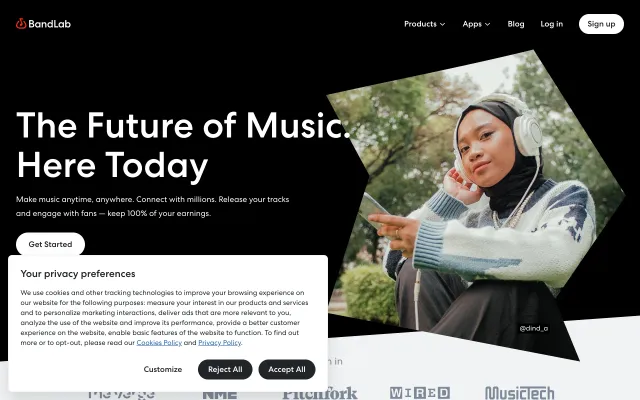 BandLab
Products
Apps
Blog
Log in
Sign up
The Future of Music.
Here Today
Make music anytime, anywhere. Connect with millions. Release your tracks
and engage with fans — keep 100% of your earnings.
Get Started
@dind_a
Your privacy preferences
We use cookies and other tracking technologies to improve your browsing experience on
our website for the following purposes: measure your interest in our products and services
and to personalize marketing interactions, deliver ads that are more relevant to you,
analyze the use of the website and improve its performance, provide a better customer
experience on the website, enable basic features of the website to function. To find out
more or to opt-out, please read our Cookies Policy and Privacy Policy.
Customize
Reject All
Accept All
in
NME
Pitchfork
WIRED
MusicTech